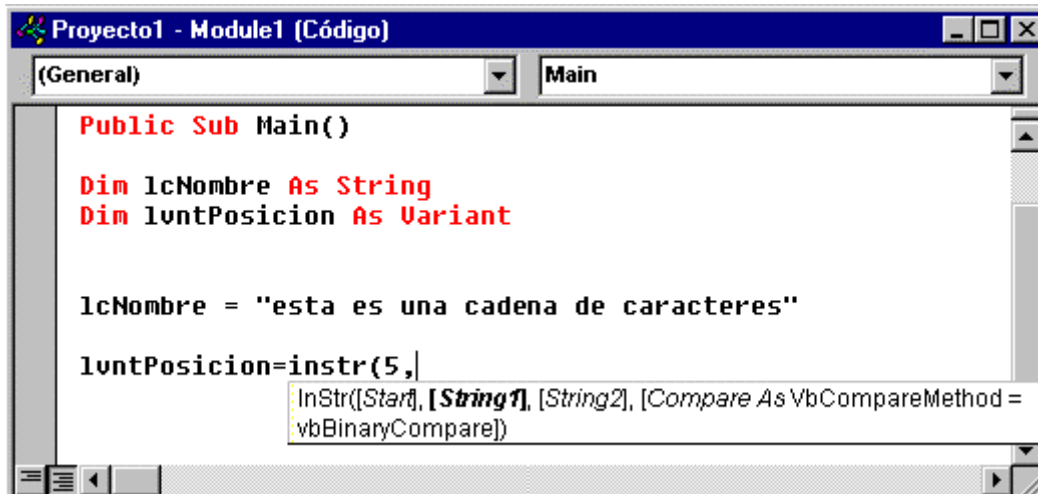 Proyecto1 - Module1 (Código)
(General) Main
Public Sub Main()
Dim lcNombre As String
Dim lvntPosicion As Variant
lcNombre = "esta es una cadena de caracteres"
lvntPosicion=instr(5,
InStr([Start], [String1], [String2], [Compare As VbCompareMethod =
vbBinaryCompare])